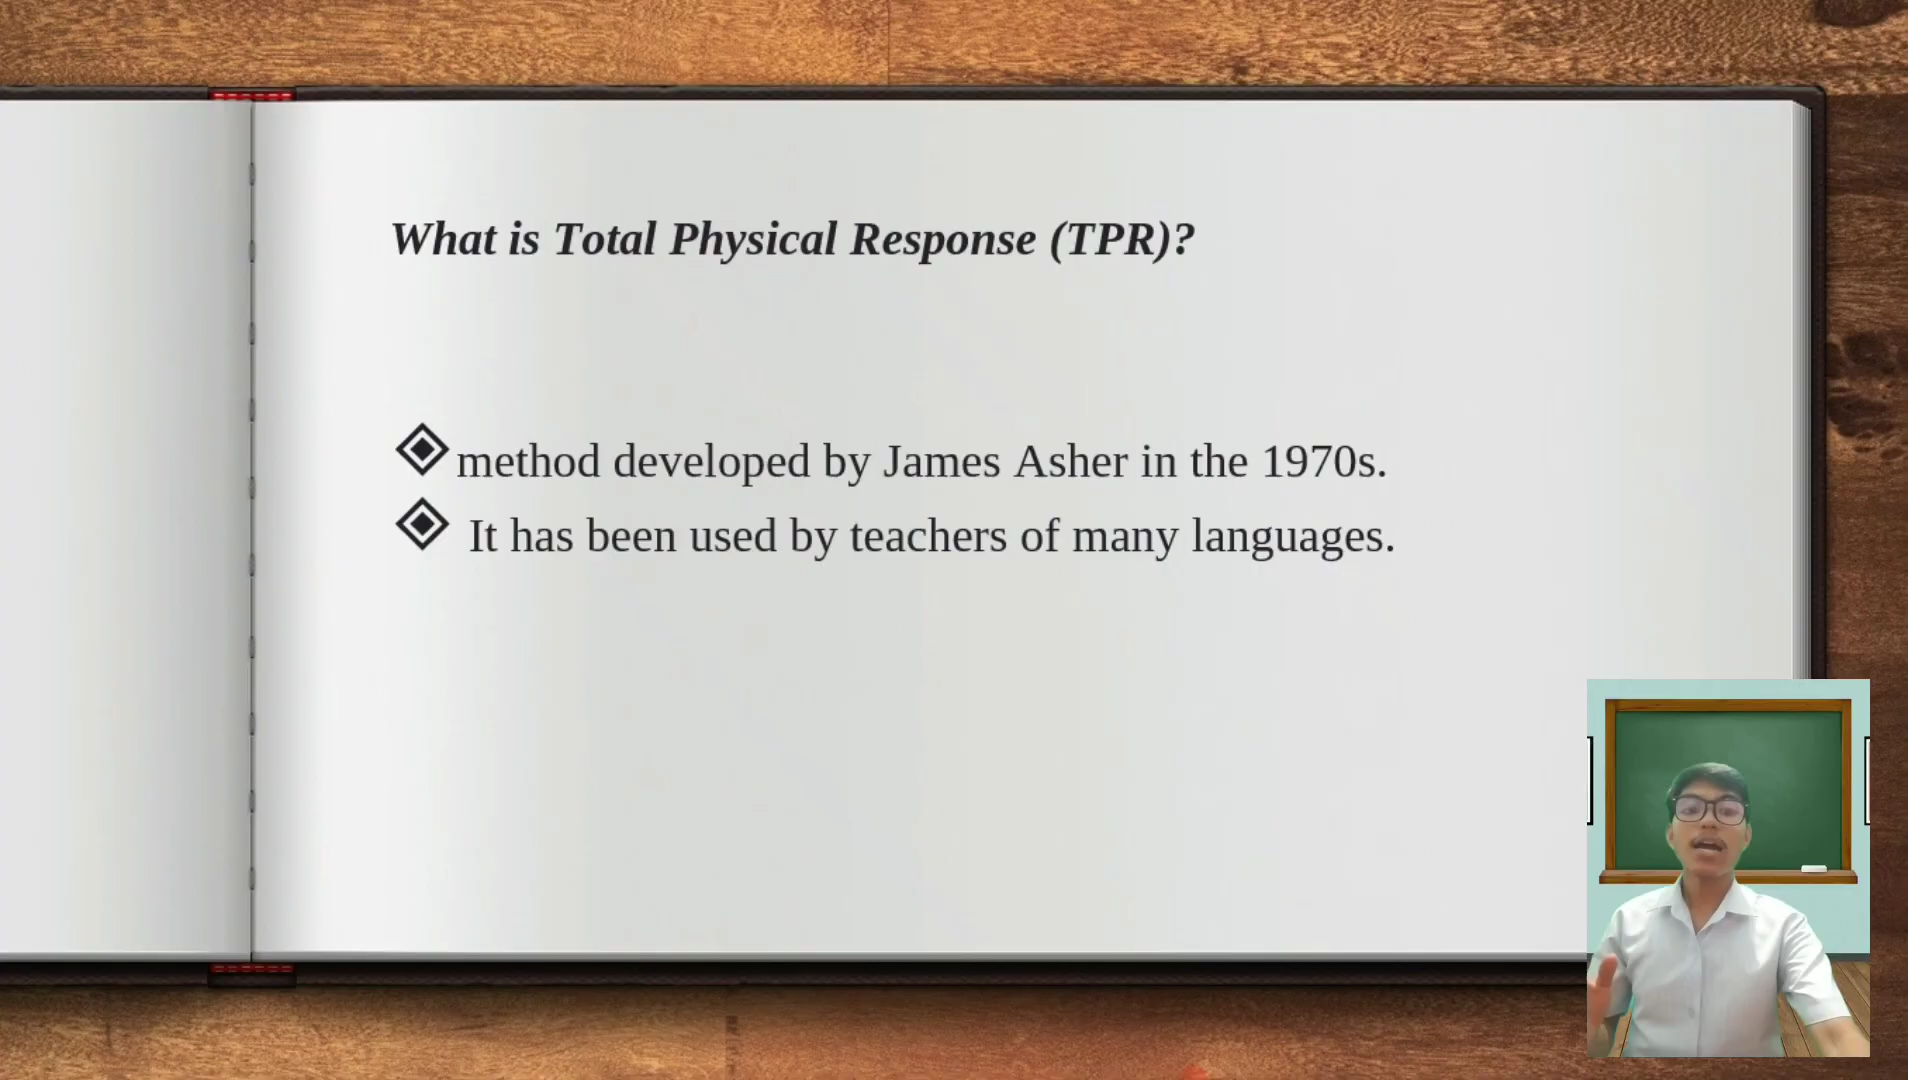 What is Total Physical Response (TPR)?
method developed by James Asher in the 1970s.
It has been used by teachers of many languages.